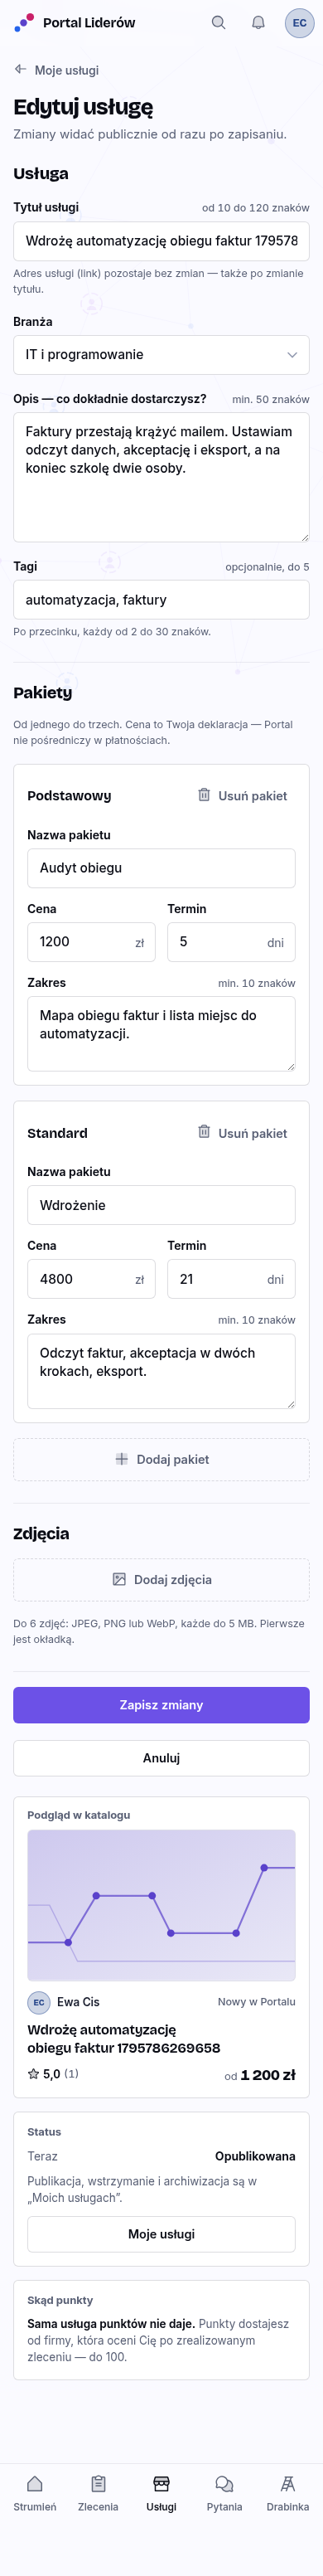 Portal Liderów
EC
Moje usługi
Edytuj usługę
Zmiany widać publicznie od razu po zapisaniu.
Usługa
Tytuł usługi
od 10 do 120 znaków
Wdrożę automatyzację obiegu faktur 179578
Adres usługi (link) pozostaje bez zmian — także po zmianie
tytułu.
Branża
IT i programowanie
Opis — co dokładnie dostarczysz?
min. 50 znaków
Faktury przestają krążyć mailem. Ustawiam
odczyt danych, akceptację i eksport, a na
koniec szkolę dwie osoby.
Tagi
opcjonalnie, do 5
automatyzacja, faktury
Po przecinku, każdy od 2 do 30 znaków.
Pakiety
Od jednego do trzech. Cena to Twoja deklaracja — Portal
nie pośredniczy w płatnościach.
Podstawowy
Usuń pakiet
Nazwa pakietu
Audyt obiegu
Cena
Termin
1200 zł
5 dni
Zakres
min. 10 znaków
Mapa obiegu faktur i lista miejsc do
automatyzacji.
Standard
Usuń pakiet
Nazwa pakietu
Wdrożenie
Cena
Termin
4800 zł
21 dni
Zakres
min. 10 znaków
Odczyt faktur, akceptacja w dwóch
krokach, eksport.
Dodaj pakiet
Zdjęcia
Dodaj zdjęcia
Do 6 zdjęć: JPEG, PNG lub WebP, każde do 5 MB. Pierwsze
jest okładką.
Zapisz zmiany
Anuluj
Podgląd w katalogu
EC
Ewa Cis
Nowy w Portalu
Wdrożę automatyzację
obiegu faktur 1795786269658
5,0 (1)
od 1 200 zł
Status
Teraz
Opublikowana
Publikacja, wstrzymanie i archiwizacja są w
„Moich usługach”.
Moje usługi
Skąd punkty
Sama usługa punktów nie daje. Punkty dostajesz
od firmy, która oceni Cię po zrealizowanym
zleceniu — do 100.
Strumień
Zlecenia
Usługi
Pytania
Drabinka